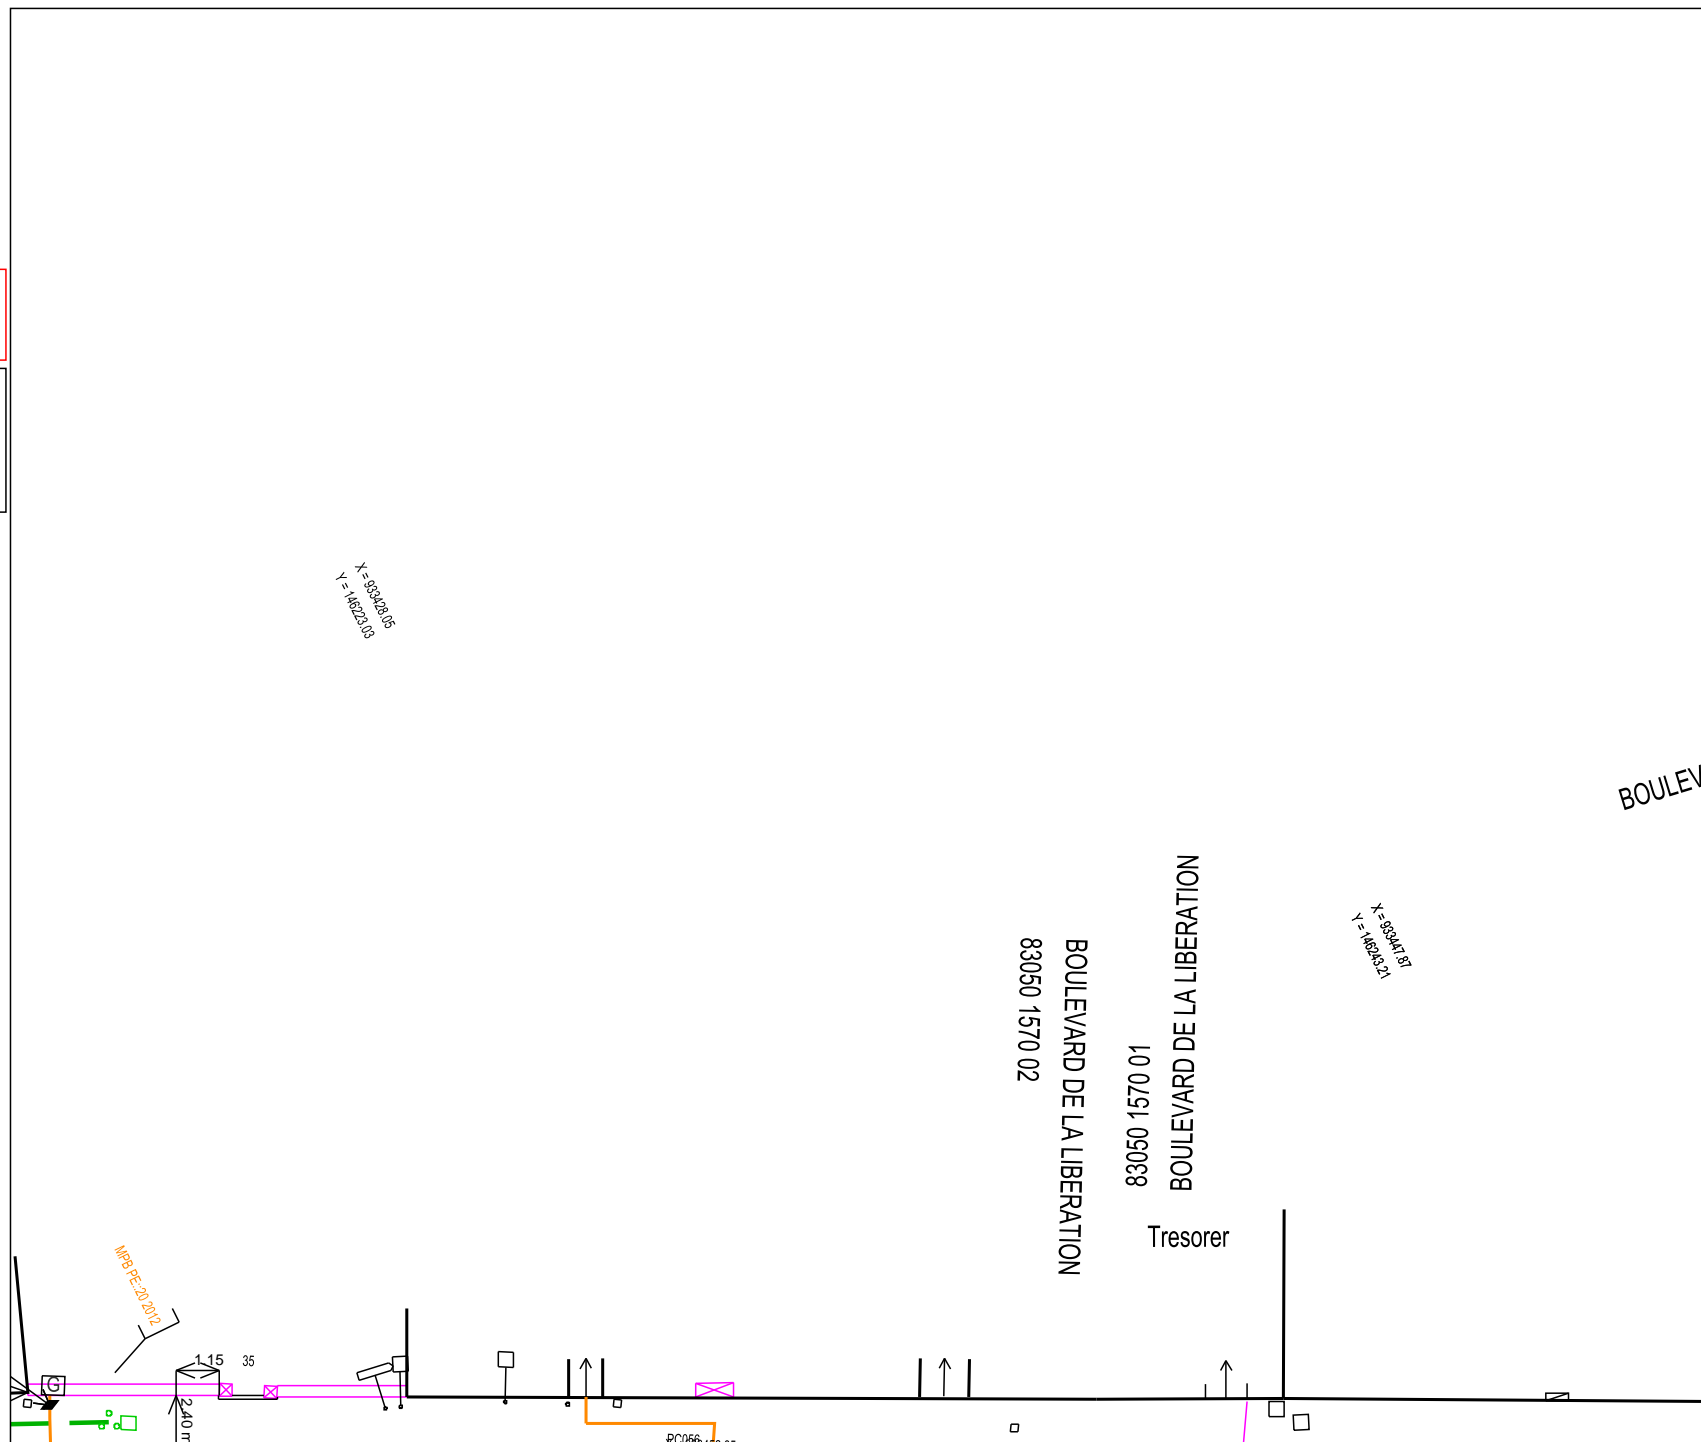 X = 933428.05
Y = 146223.03
BOULEV
X = 933447.87
Y = 146243.21
BOULEVARD DE LA LIBERATION
83050 1570 02
83050 1570 01
BOULEVARD DE LA LIBERATION
Tresorer
MPB PE::20.2012
1.15
35
G
2.40 m
PC056